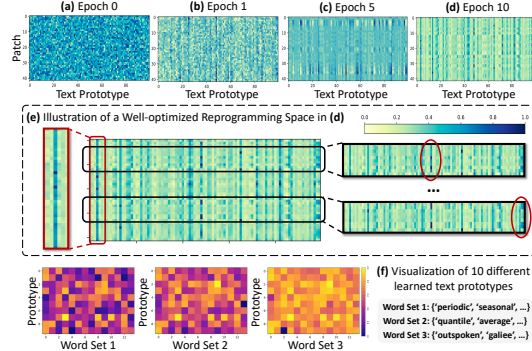 (a) Epoch 0
(b) Epoch 1
(c) Epoch 5
(d) Epoch 10
Patch
Text Prototype
Text Prototype
Text Prototype
Text Prototype
(e) Illustration of a Well-optimized Reprogramming Space in (d)
0.0 0.2 0.4 0.6 0.8 1.0
...
Prototype
Prototype
Prototype
Word Set 1
Word Set 2
Word Set 3
(f) Visualization of 10 different
learned text prototypes
Word Set 1: {'periodic', 'seasonal', ...}
Word Set 2: {'quantile', 'average', ...}
Word Set 3: {'outspoken', 'galiee', ...}